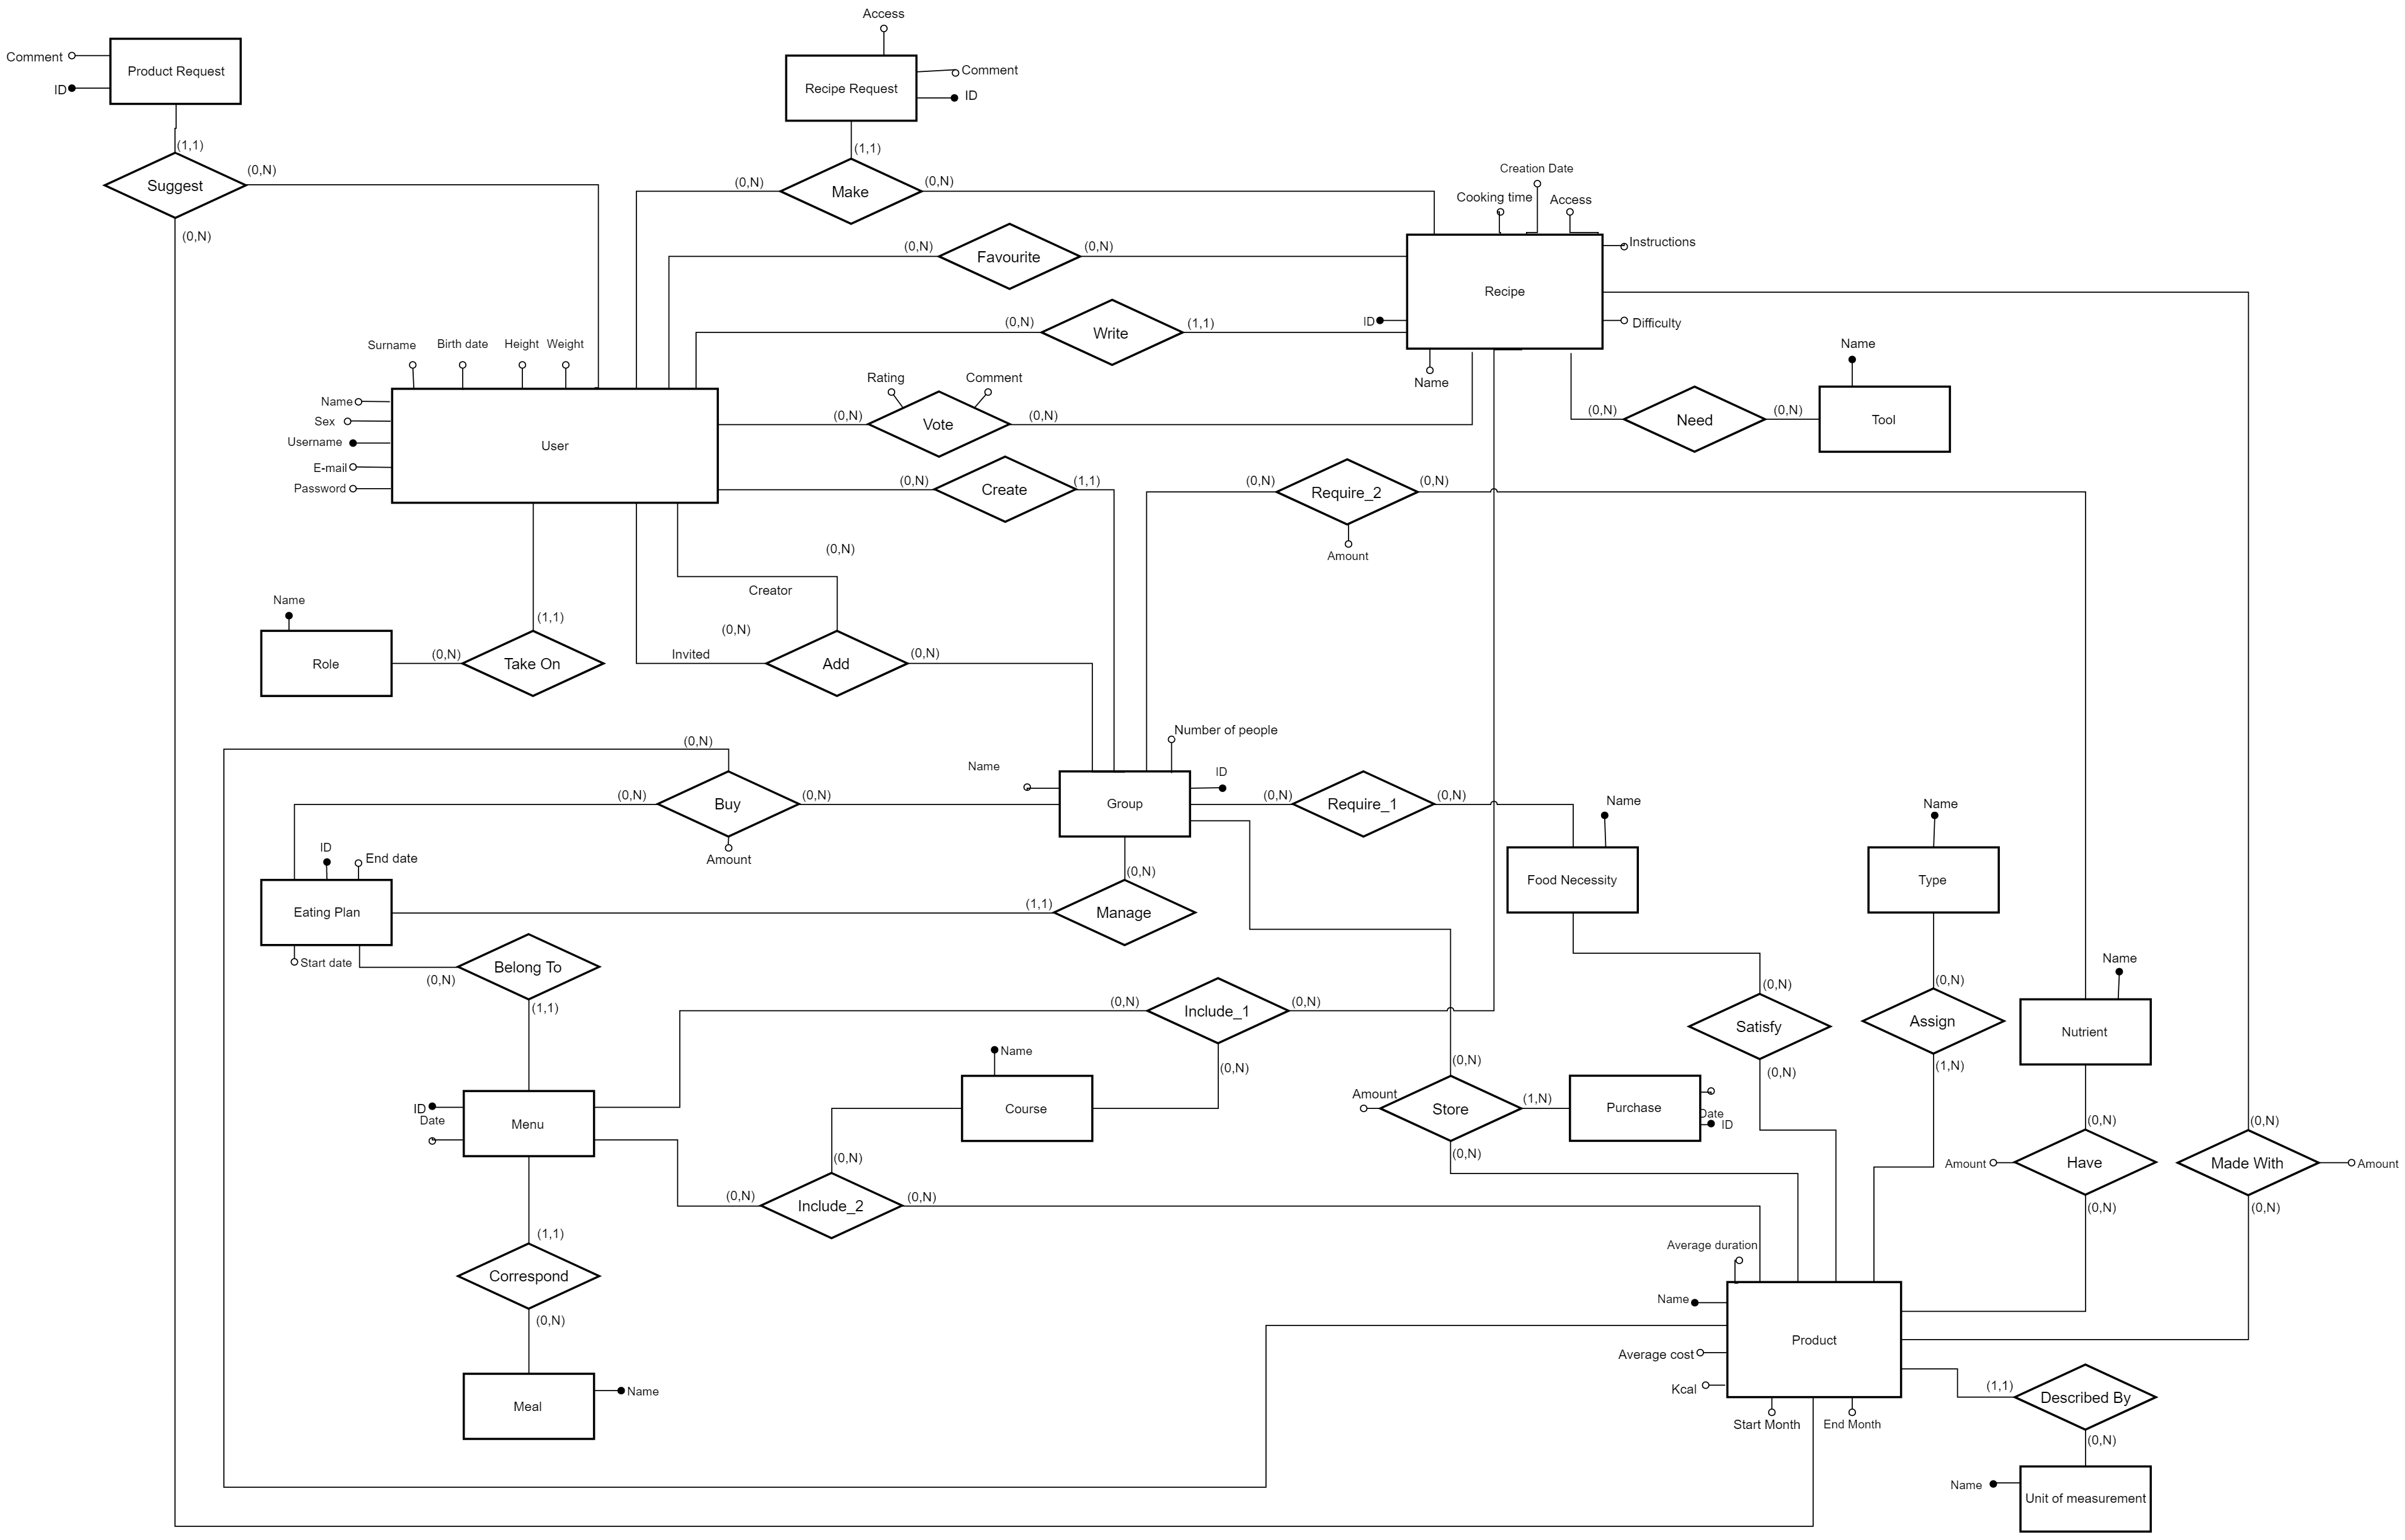 Access
Comment
Product Request
ID
Recipe Request
Comment
ID
(1,1)
Suggest
(0,N)
(0,N)
(1,1)
(0,N)
Make
(0,N)
Creation Date
Cooking time
Access
Instructions
(0,N)
Favourite
(0,N)
Recipe
(0,N)
Write
(1,1)
ID
Difficulty
Name
Surname
Birth date
Height
Weight
Name
Sex
Username
E-mail
Password
User
Rating
Comment
(0,N)
Vote
(0,N)
Name
(0,N)
Need
(0,N)
Tool
(0,N)
Create
(1,1)
(0,N)
Require_2
(0,N)
Amount
(0,N)
Creator
Name
Role
(0,N)
Take On
(1,1)
(0,N)
Invited
Add
(0,N)
(0,N)
(0,N)
Buy
(0,N)
Amount
Number of people
Name
ID
Group
(0,N)
Require_1
(0,N)
Name
Food Necessity
Name
Type
ID
End date
Eating Plan
Start date
(0,N)
(1,1)
Manage
(0,N)
Belong To
(1,1)
(0,N)
Include_1
(0,N)
(0,N)
(0,N)
Satisfy
(0,N)
(0,N)
Assign
(1,N)
Name
Nutrient
Name
Course
ID
Date
Menu
(0,N)
Amount
Store
(1,N)
Purchase
Date
ID
(0,N)
(0,N)
(0,N)
Include_2
(0,N)
(0,N)
Amount
Have
(0,N)
(0,N)
Made With
Amount
(0,N)
(1,1)
Correspond
(0,N)
Meal
Name
Average duration
Name
Average cost
Kcal
Product
Start Month
End Month
(1,1)
Described By
(0,N)
Name
Unit of measurement